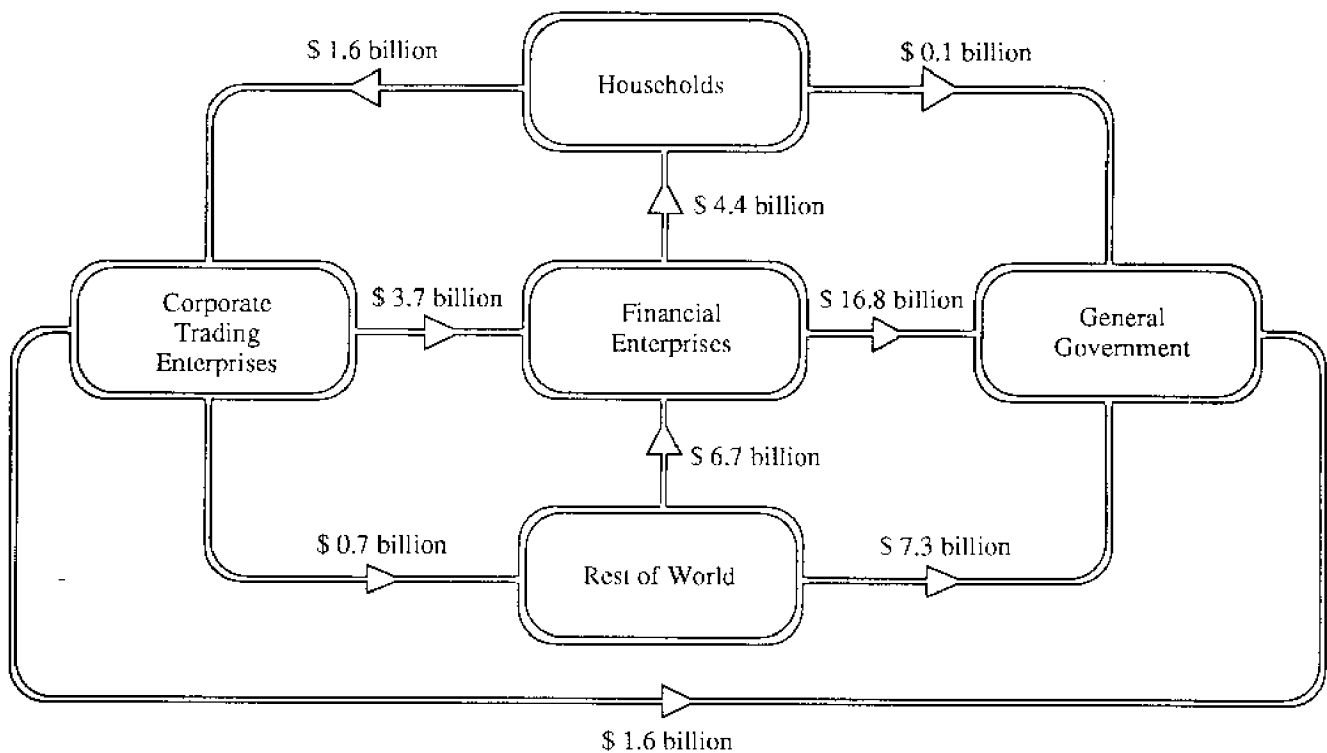 $ 1.6 billion
$ 0.1 billion
Households
$ 4.4 billion
Corporate
Trading
Enterprises
$ 3.7 billion
Financial
Enterprises
$ 16.8 billion
General
Government
$ 6.7 billion
$ 0.7 billion
$ 7.3 billion
Rest of World
$ 1.6 billion